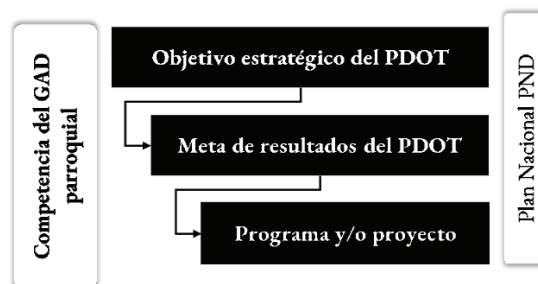 Competencia del GAD
parroquial
Objetivo estratégico del PDOT
Meta de resultados del PDOT
Programa y/o proyecto
Plan Nacional PND